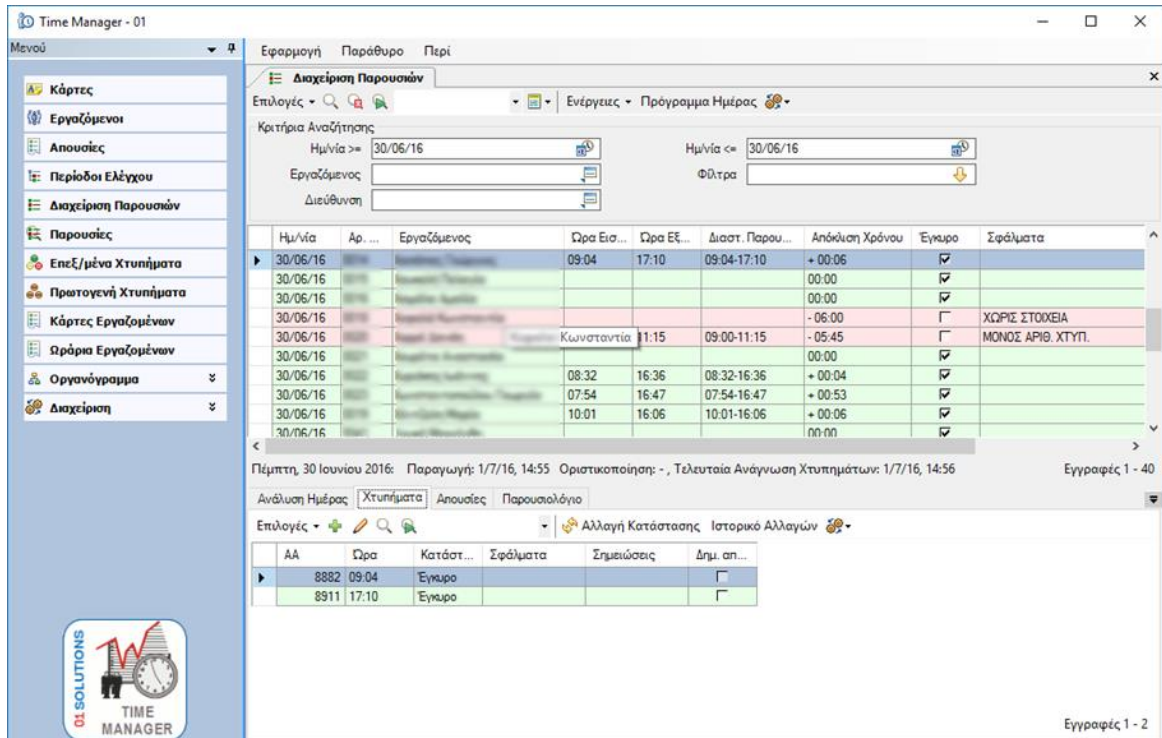 Time Manager - 01
Μενού
Κάρτες
Εργαζόμενοι
Απουσίες
Περίοδοι Ελέγχου
Διαχείριση Παρουσιών
Παρουσίες
Επεξ/μένα Χτυπήματα
Πρωτογενή Χτυπήματα
Κάρτες Εργαζομένων
Ωράρια Εργαζομένων
Οργανόγραμμα
Διαχείριση
01 SOLUTIONS
TIME
MANAGER
Εφαρμογή Παράθυρο Περί
Διαχείριση Παρουσιών
Επιλογές Ενέργειες Πρόγραμμα Ημέρας
Κριτήρια Αναζήτησης
Ημ/νία >= 30/06/16 Ημ/νία <= 30/06/16
Εργαζόμενος Φίλτρα
Διεύθυνση
Ημ/νία Αρ. ... Εργαζόμενος Ώρα Εισ... Ώρα Εξ... Διαστ. Παρου... Απόκλιση Χρόνου Έγκυρο Σφάλματα
30/06/16 09:04 17:10 09:04-17:10 + 00:06
30/06/16 00:00
30/06/16 00:00
30/06/16 - 06:00 ΧΩΡΙΣ ΣΤΟΙΧΕΙΑ
30/06/16 Κωνσταντία 11:15 09:00-11:15 - 05:45 ΜΟΝΟΣ ΑΡΙΘ. ΧΤΥΠ.
30/06/16 00:00
30/06/16 08:32 16:36 08:32-16:36 + 00:04
30/06/16 07:54 16:47 07:54-16:47 + 00:53
30/06/16 10:01 16:06 10:01-16:06 + 00:06
30/06/16 00:00
Πέμπτη, 30 Ιουνίου 2016: Παραγωγή: 1/7/16, 14:55 Οριστικοποίηση: - , Τελευταία Ανάγνωση Χτυπημάτων: 1/7/16, 14:56 Εγγραφές 1 - 40
Ανάλυση Ημέρας Χτυπήματα Απουσίες Παρουσιολόγιο
Επιλογές Αλλαγή Κατάστασης Ιστορικό Αλλαγών
ΑΑ Ώρα Κατάστ... Σφάλματα Σημειώσεις Δημ. απ...
8882 09:04 Έγκυρο
8911 17:10 Έγκυρο
Εγγραφές 1 - 2